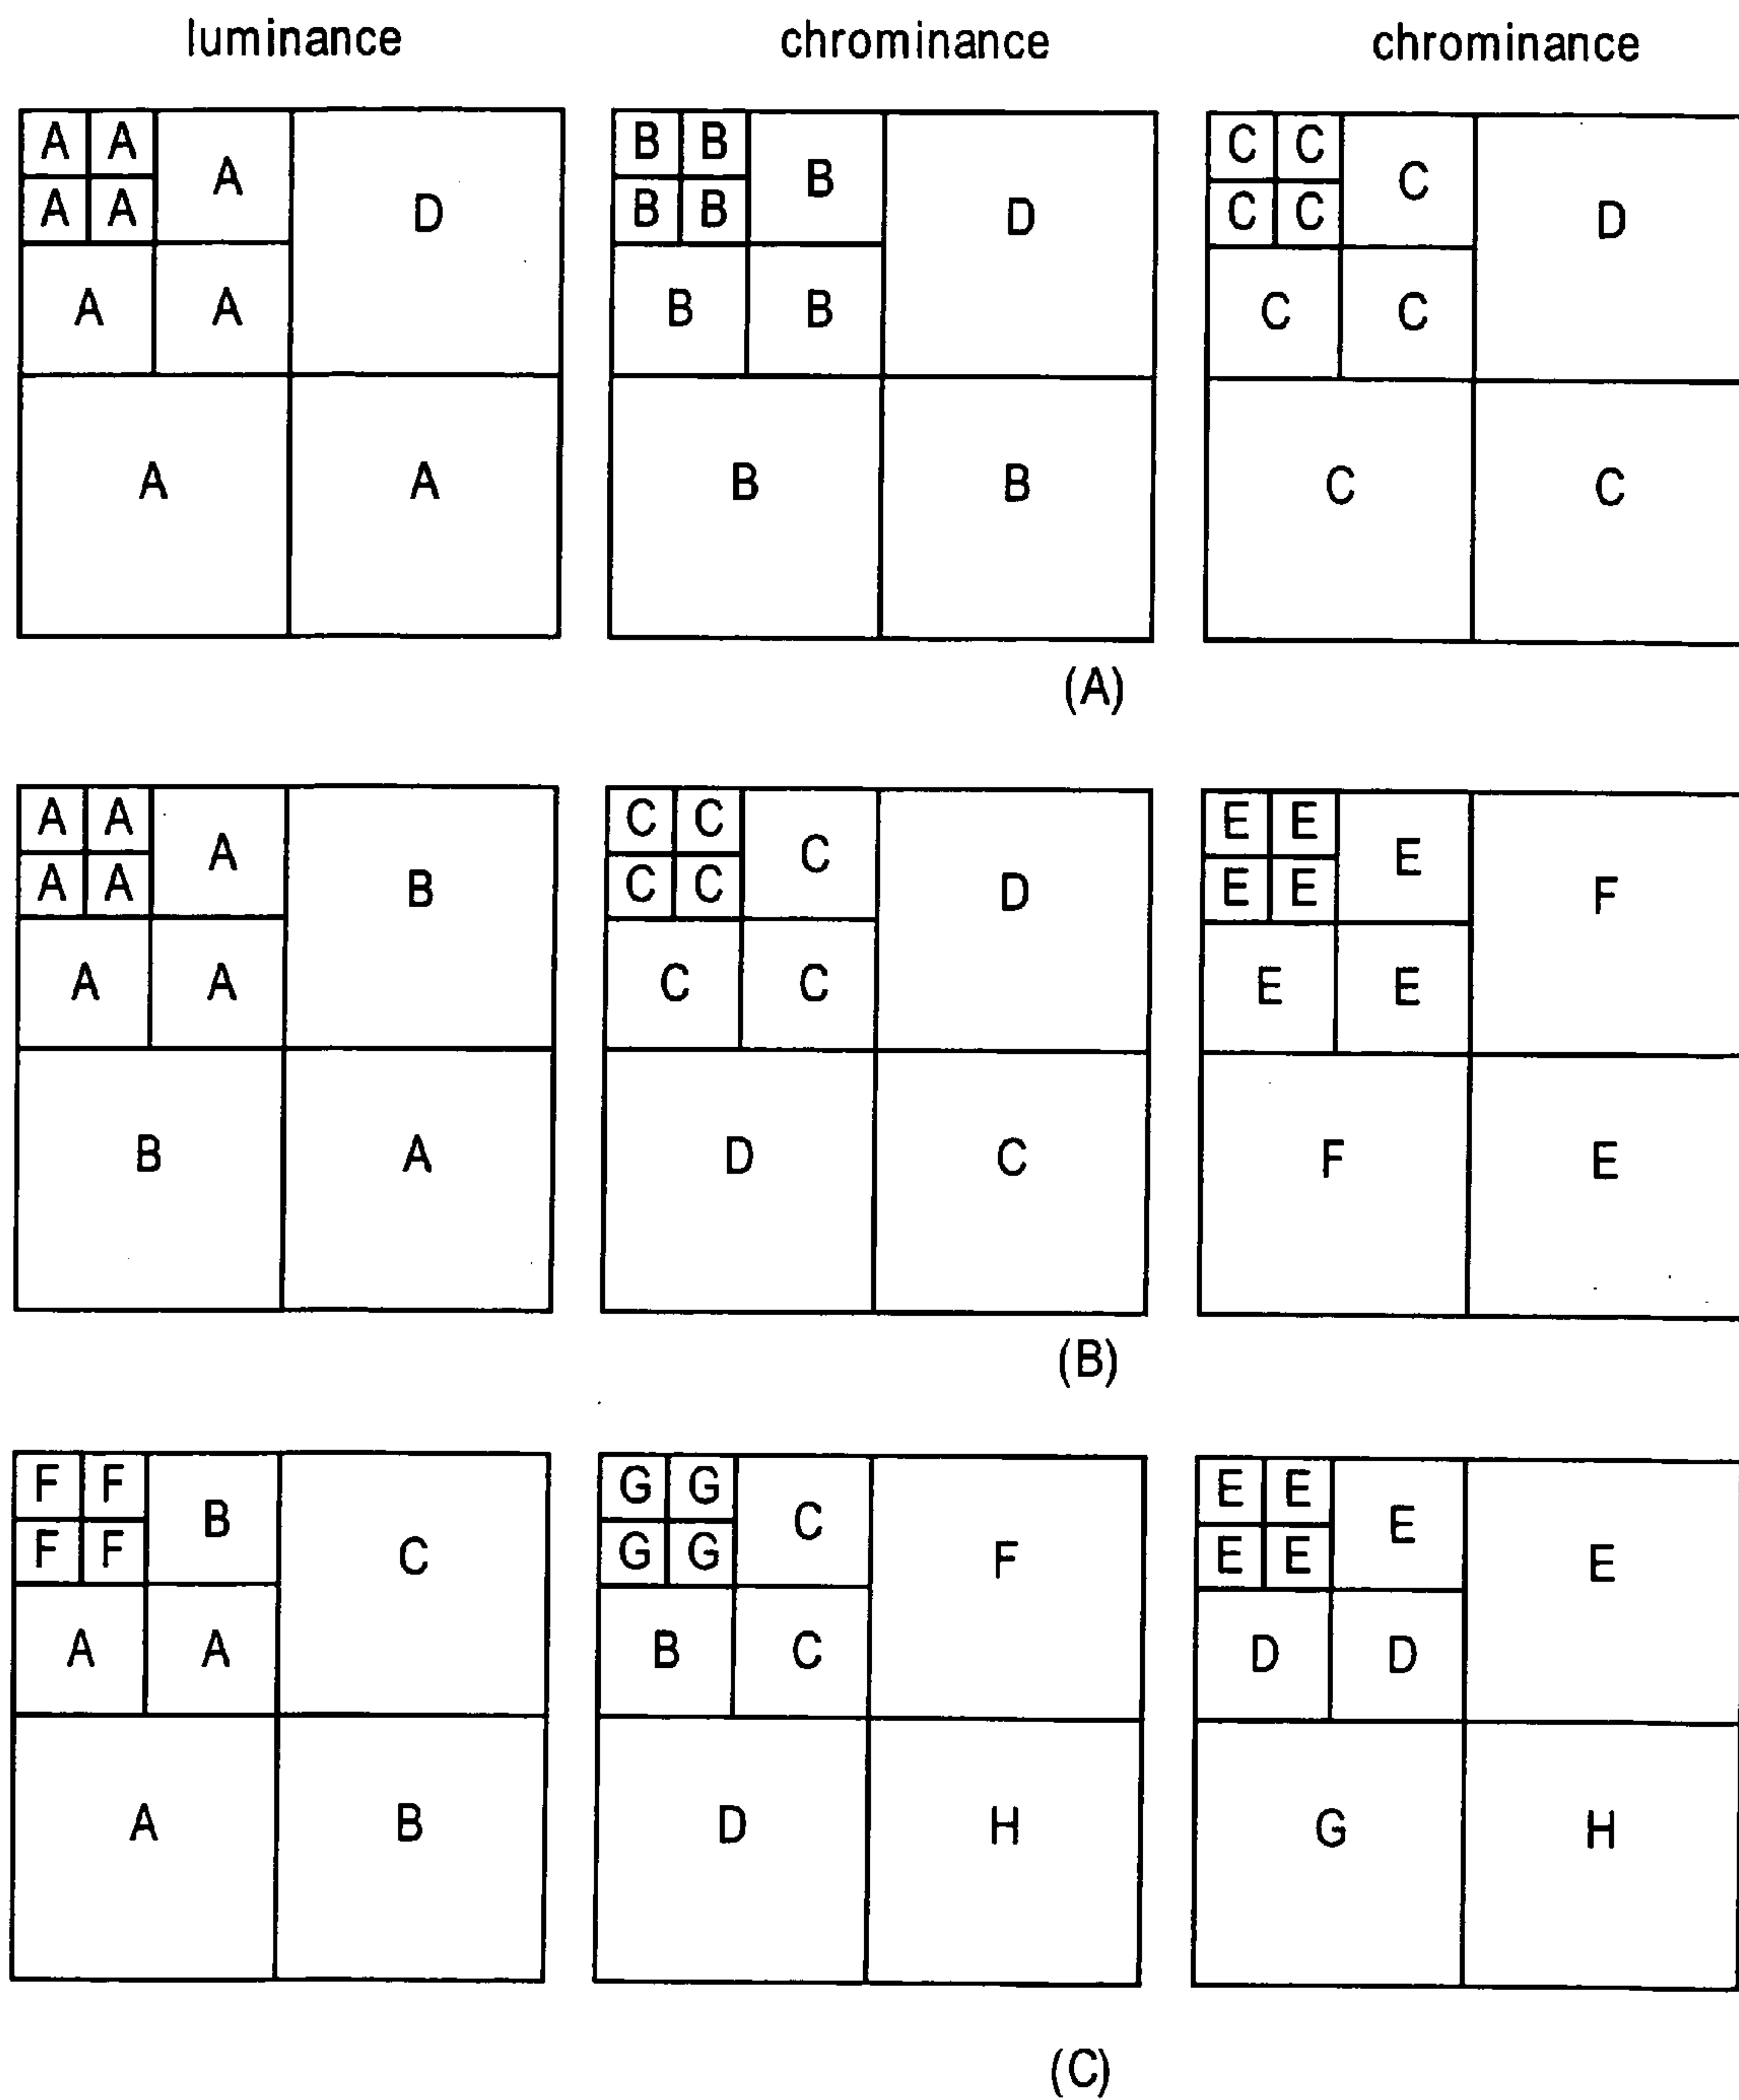 luminance chrominance chrominance
A A A D B B B D C C C D
A A B B C C
A A B B C C
A A B B C C
(A)
A A A B C C C D E E E F
A A C C E E
A A C C E E
B A D C F E
(B)
F F B C G G C F E E E E
F F G G E E
A A B C D D
A B D H G H
(C)